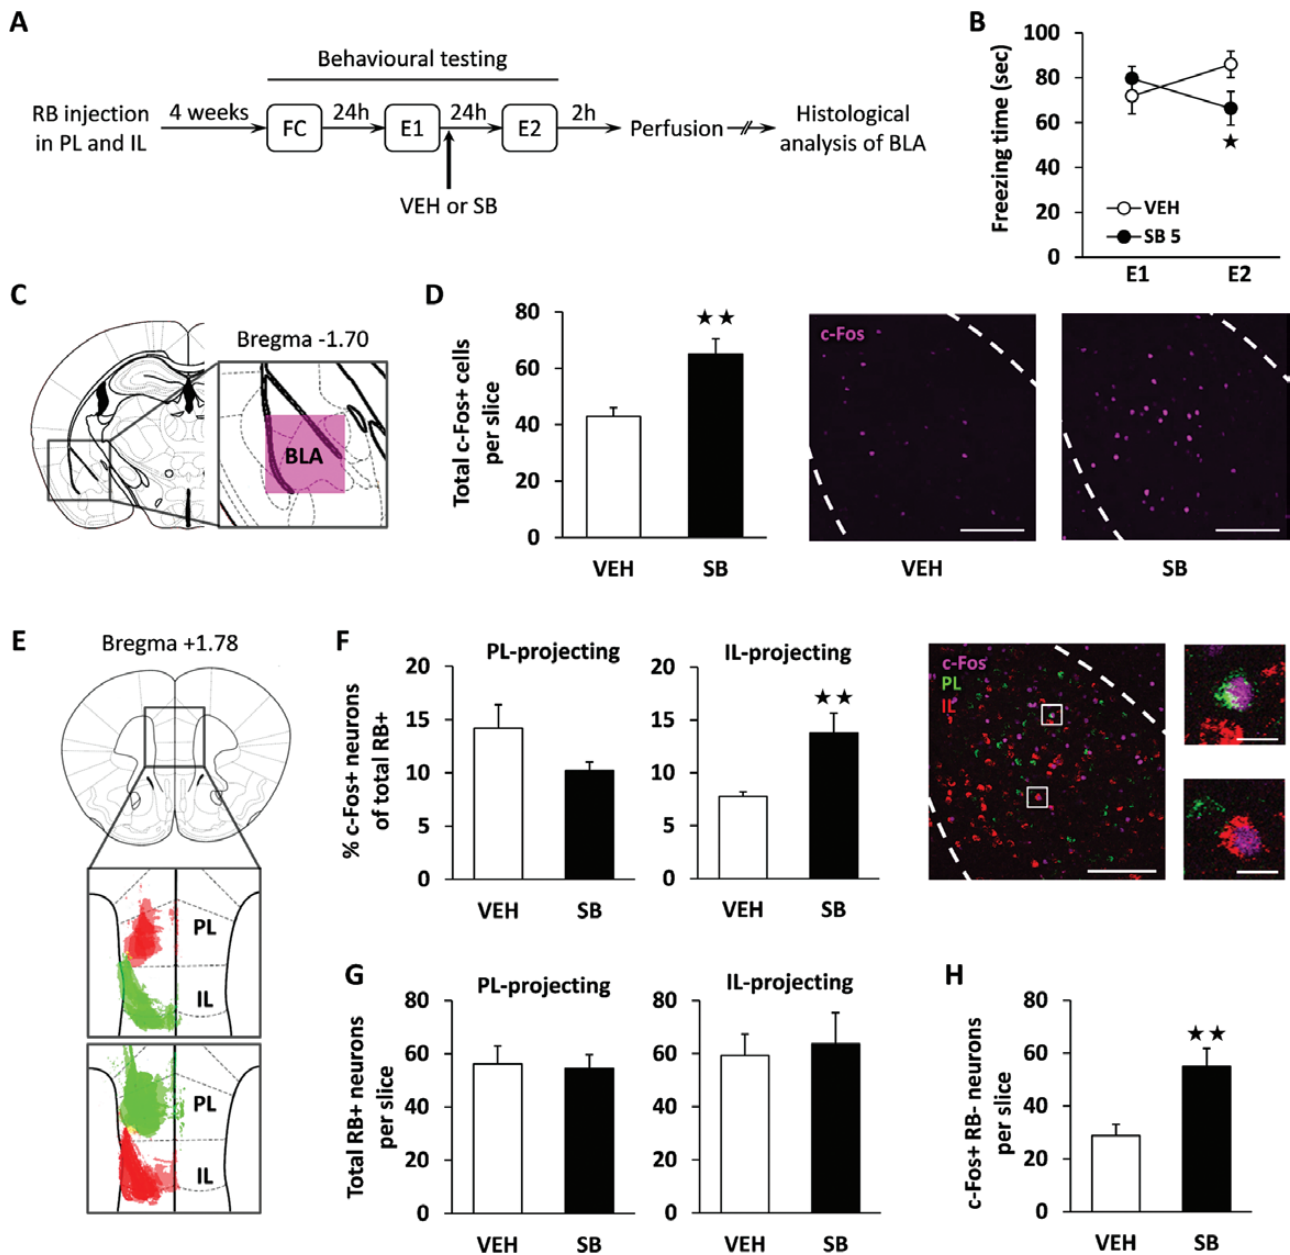 A
Behavioural testing
RB injection
in PL and IL
4 weeks
FC
24h
E1
24h
E2
2h
Perfusion
Histological
analysis of BLA
VEH or SB
B
Freezing time (sec)
100
80
60
40
20
0
VEH
SB 5
E1
E2
C
Bregma -1.70
BLA
D
Total c-Fos+ cells
per slice
80
60
40
20
0
★★
VEH
SB
c-Fos
VEH
SB
E
Bregma +1.78
PL
IL
PL
IL
F
% c-Fos+ neurons
of total RB+
PL-projecting
20
15
10
5
0
VEH
SB
IL-projecting
20
15
10
5
0
★★
VEH
SB
c-Fos
PL
IL
G
Total RB+ neurons
per slice
PL-projecting
80
60
40
20
0
VEH
SB
IL-projecting
80
60
40
20
0
VEH
SB
H
c-Fos+ RB- neurons
per slice
80
60
40
20
0
★★
VEH
SB